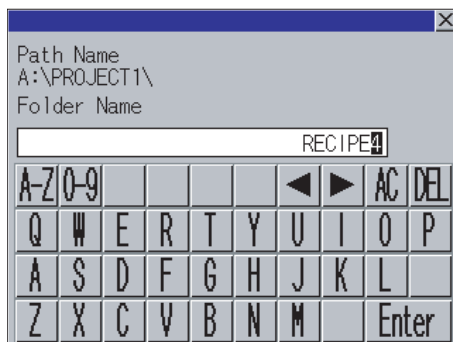 ×
Path Name
A:\PROJECT1\
Folder Name
RECIPE4
A-Z 0-9 ◀ ▶ AC DEL
Q W E R T Y U I O P
A S D F G H J K L
Z X C V B N M Enter